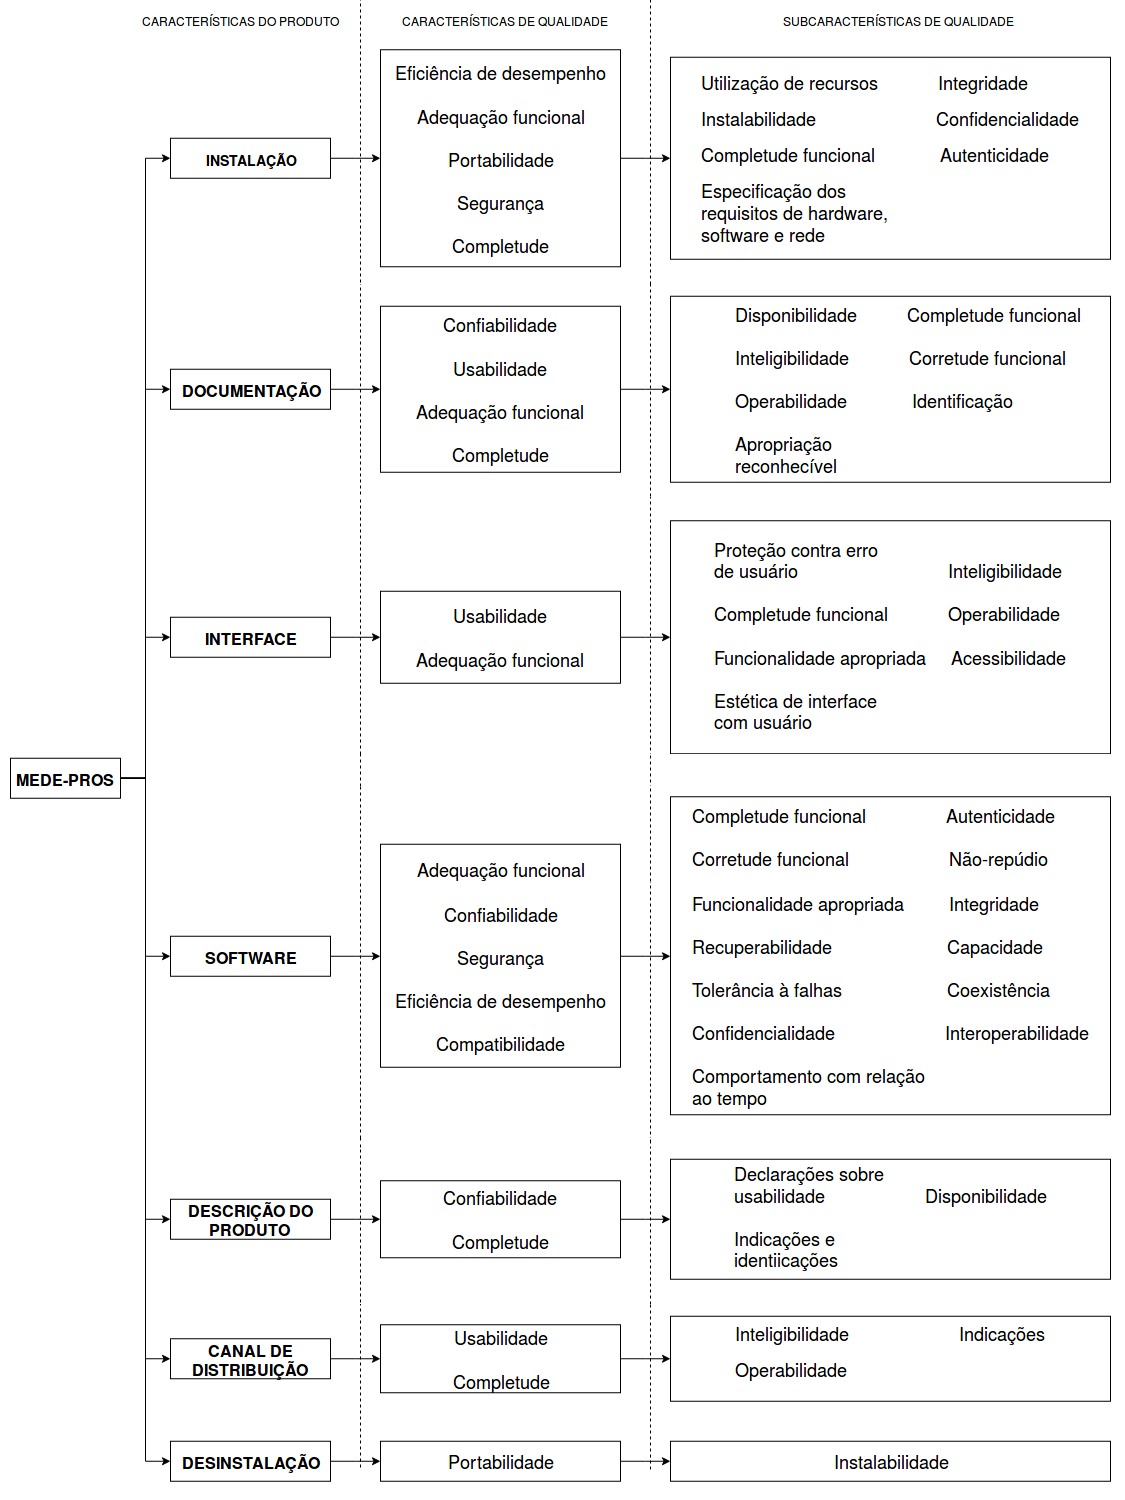 CARACTERÍSTICAS DO PRODUTO
CARACTERÍSTICAS DE QUALIDADE
SUBCARACTERÍSTICAS DE QUALIDADE
MEDE-PROS
INSTALAÇÃO
Eficiência de desempenho
Adequação funcional
Portabilidade
Segurança
Completude
Utilização de recursos
Instalabilidade
Completude funcional
Especificação dos
requisitos de hardware,
software e rede
Integridade
Confidencialidade
Autenticidade
DOCUMENTAÇÃO
Confiabilidade
Usabilidade
Adequação funcional
Completude
Disponibilidade
Inteligibilidade
Operabilidade
Apropriação
reconhecível
Completude funcional
Corretude funcional
Identificação
INTERFACE
Usabilidade
Adequação funcional
Proteção contra erro
de usuário
Completude funcional
Funcionalidade apropriada
Estética de interface
com usuário
Inteligibilidade
Operabilidade
Acessibilidade
SOFTWARE
Adequação funcional
Confiabilidade
Segurança
Eficiência de desempenho
Compatibilidade
Completude funcional
Corretude funcional
Funcionalidade apropriada
Recuperabilidade
Tolerância à falhas
Confidencialidade
Comportamento com relação
ao tempo
Autenticidade
Não-repúdio
Integridade
Capacidade
Coexistência
Interoperabilidade
DESCRIÇÃO DO
PRODUTO
Confiabilidade
Completude
Declarações sobre
usabilidade
Indicações e
identiicações
Disponibilidade
CANAL DE
DISTRIBUIÇÃO
Usabilidade
Completude
Inteligibilidade
Operabilidade
Indicações
DESINSTALAÇÃO
Portabilidade
Instalabilidade